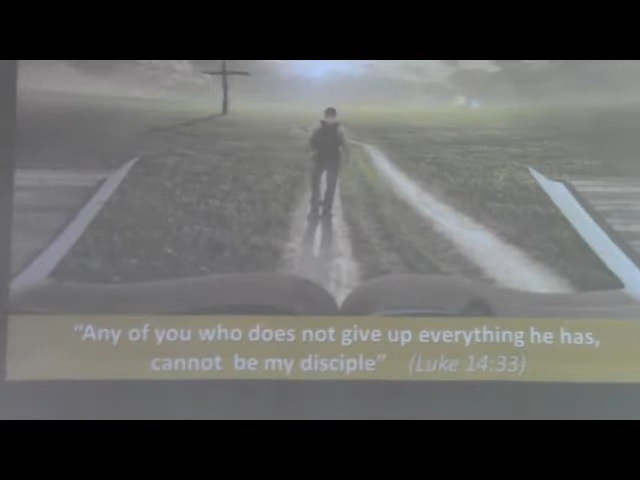 "Any of you who does not give up everything he has,
cannot be my disciple" (Luke 14:33)